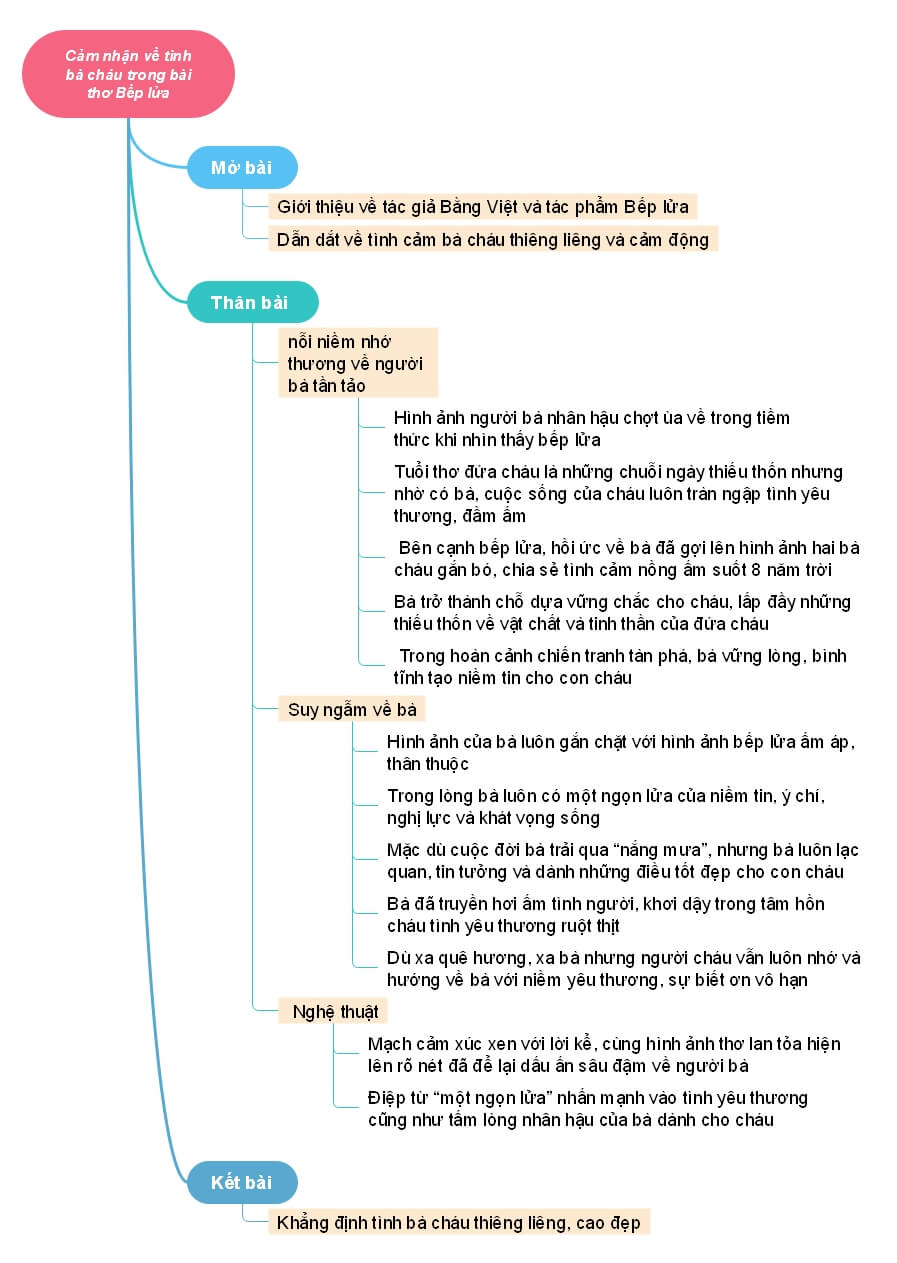 Cảm nhận về tình
bà cháu trong bài
thơ Bếp lửa
Mở bài
Giới thiệu về tác giả Bằng Việt và tác phẩm Bếp lửa
Dẫn dắt về tình cảm bà cháu thiêng liêng và cảm động
Thân bài
nỗi niềm nhớ
thương về người
bà tần tảo
Hình ảnh người bà nhân hậu chợt ùa về trong tiềm
thức khi nhìn thấy bếp lửa
Tuổi thơ đứa cháu là những chuỗi ngày thiếu thốn nhưng
nhờ có bà, cuộc sống của cháu luôn tràn ngập tình yêu
thương, đầm ấm
Bên cạnh bếp lửa, hồi ức về bà đã gợi lên hình ảnh hai bà
cháu gắn bó, chia sẻ tình cảm nồng ấm suốt 8 năm trời
Bà trở thành chỗ dựa vững chắc cho cháu, lấp đầy những
thiếu thốn về vật chất và tinh thần của đứa cháu
Trong hoàn cảnh chiến tranh tàn phá, bà vững lòng, bình
tĩnh tạo niềm tin cho con cháu
Suy ngẫm về bà
Hình ảnh của bà luôn gắn chặt với hình ảnh bếp lửa ấm áp,
thân thuộc
Trong lòng bà luôn có một ngọn lửa của niềm tin, ý chí,
nghị lực và khát vọng sống
Mặc dù cuộc đời bà trải qua “nắng mưa”, nhưng bà luôn lạc
quan, tin tưởng và dành những điều tốt đẹp cho con cháu
Bà đã truyền hơi ấm tình người, khơi dậy trong tâm hồn
cháu tình yêu thương ruột thịt
Dù xa quê hương, xa bà nhưng người cháu vẫn luôn nhớ và
hướng về bà với niềm yêu thương, sự biết ơn vô hạn
Nghệ thuật
Mạch cảm xúc xen với lời kể, cùng hình ảnh thơ lan tỏa hiện
lên rõ nét đã để lại dấu ấn sâu đậm về người bà
Điệp từ “một ngọn lửa” nhấn mạnh vào tình yêu thương
cũng như tấm lòng nhân hậu của bà dành cho cháu
Kết bài
Khẳng định tình bà cháu thiêng liêng, cao đẹp